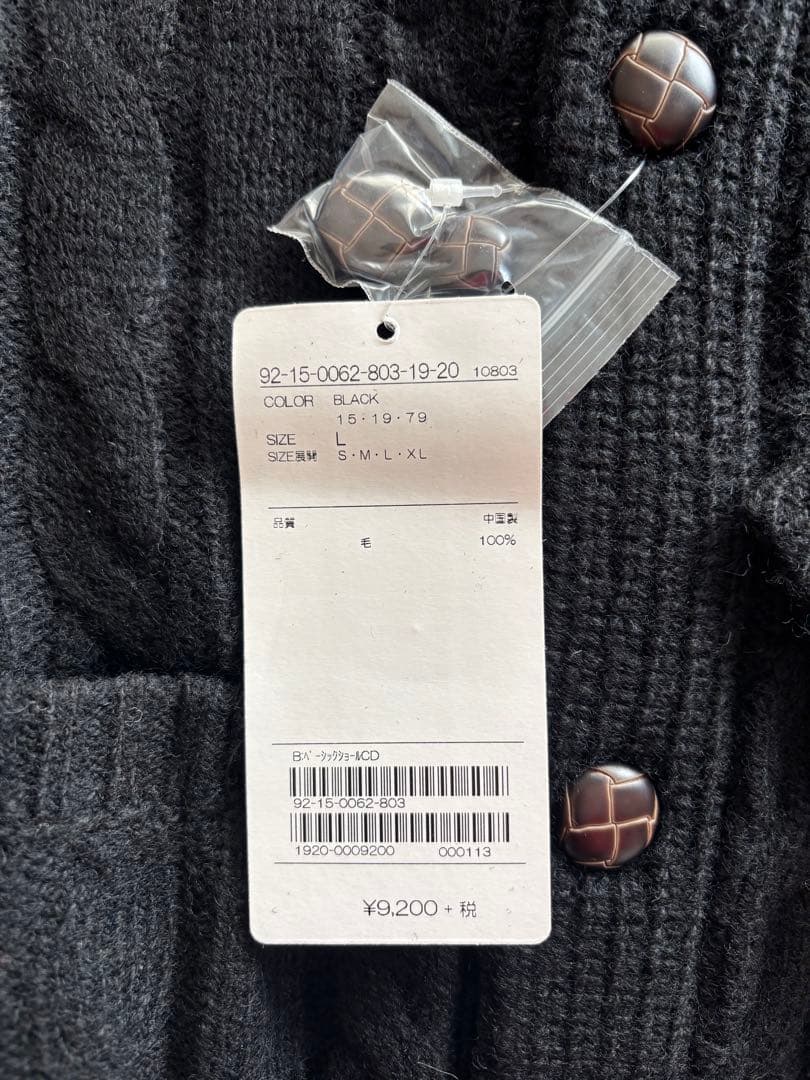 92-15-0062-803-19-20 10803
COLOR BLACK
15・19・79
SIZE L
SIZE展開 S・M・L・XL
品質 中国製
毛 100%
B:ﾍﾞｰｼｯｸｼｮｰﾙCD
92-15-0062-803
1920-0009200 000113
¥9,200 + 税